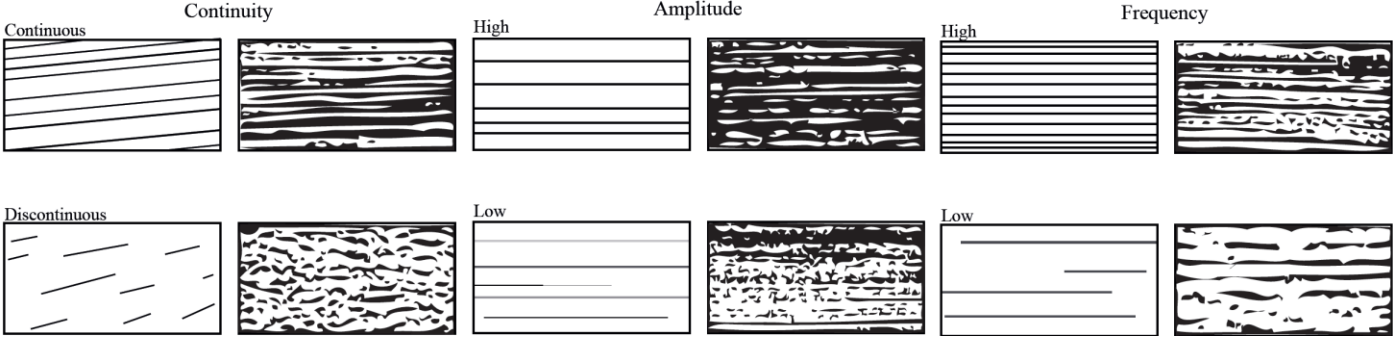 Continuity
Amplitude
Frequency
Continuous
High
High
Discontinuous
Low
Low